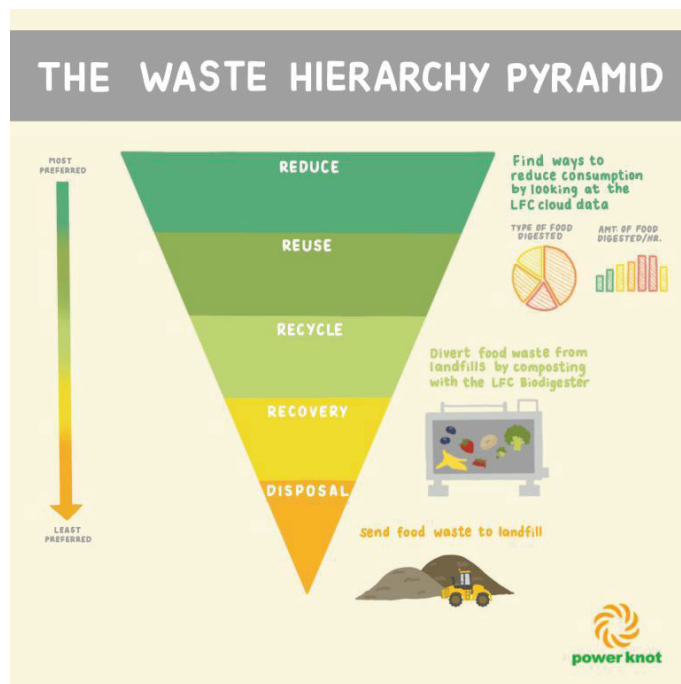 THE WASTE HIERARCHY PYRAMID
MOST
PREFERRED
REDUCE
Find ways to
reduce consumption
by looking at the
LFC cloud data
TYPE OF FOOD
DIGESTED
AMT. OF FOOD
DIGESTED/HR.
REUSE
RECYCLE
Divert food waste from
landfills by composting
with the LFC Biodigester
RECOVERY
DISPOSAL
LEAST
PREFERRED
Send food waste to landfill
power knot